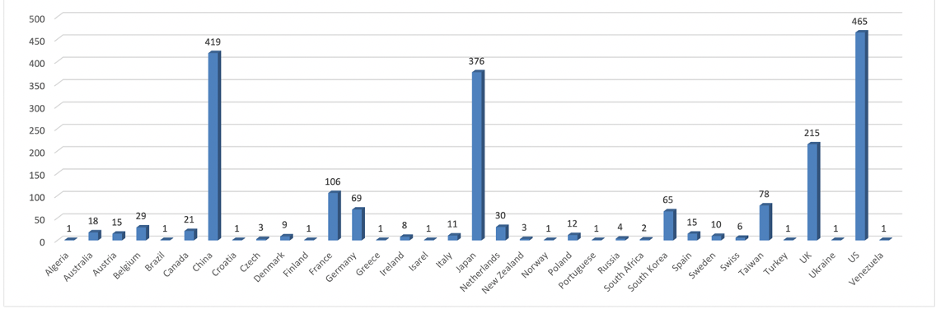 500
450
400
350
300
250
200
150
100
50
0
1
18
15
29
1
21
419
1
3
9
1
106
69
1
8
1
11
376
30
3
1
12
1
4
2
65
15
10
6
78
1
215
1
465
1
Algeria
Australia
Austria
Belgium
Brazil
Canada
China
Croatia
Czech
Denmark
Finland
France
Germany
Greece
Ireland
Isarel
Italy
Japan
Netherlands
New Zealand
Norway
Poland
Portuguese
Russia
South Africa
South Korea
Spain
Sweden
Swiss
Taiwan
Turkey
UK
Ukraine
US
Venezuela